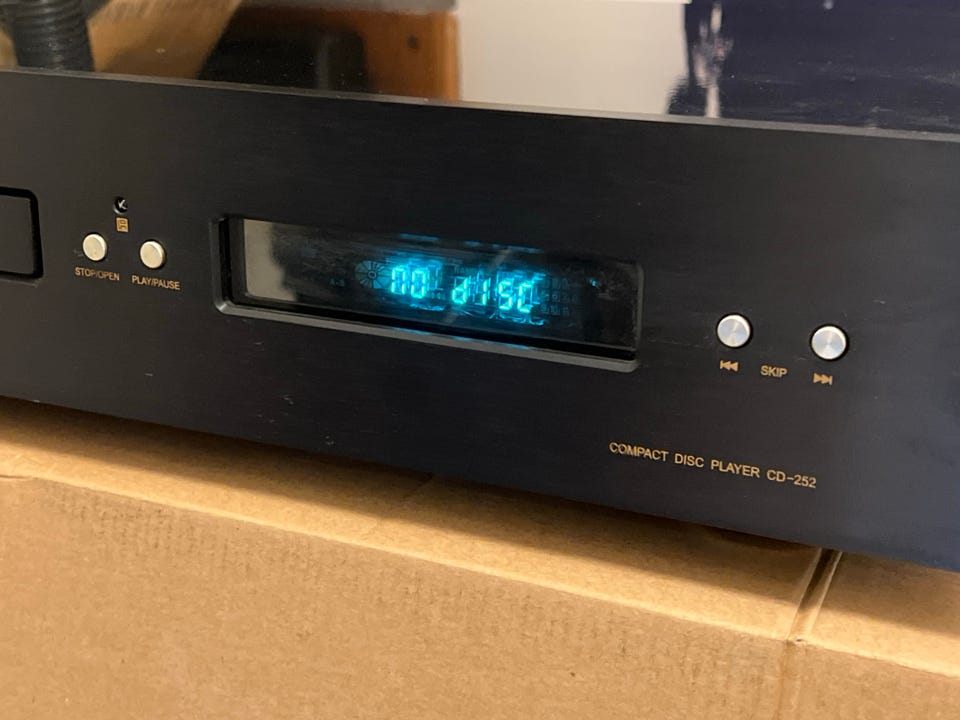 no disc
STOP/OPEN
PLAY/PAUSE
SKIP
COMPACT DISC PLAYER CD-252